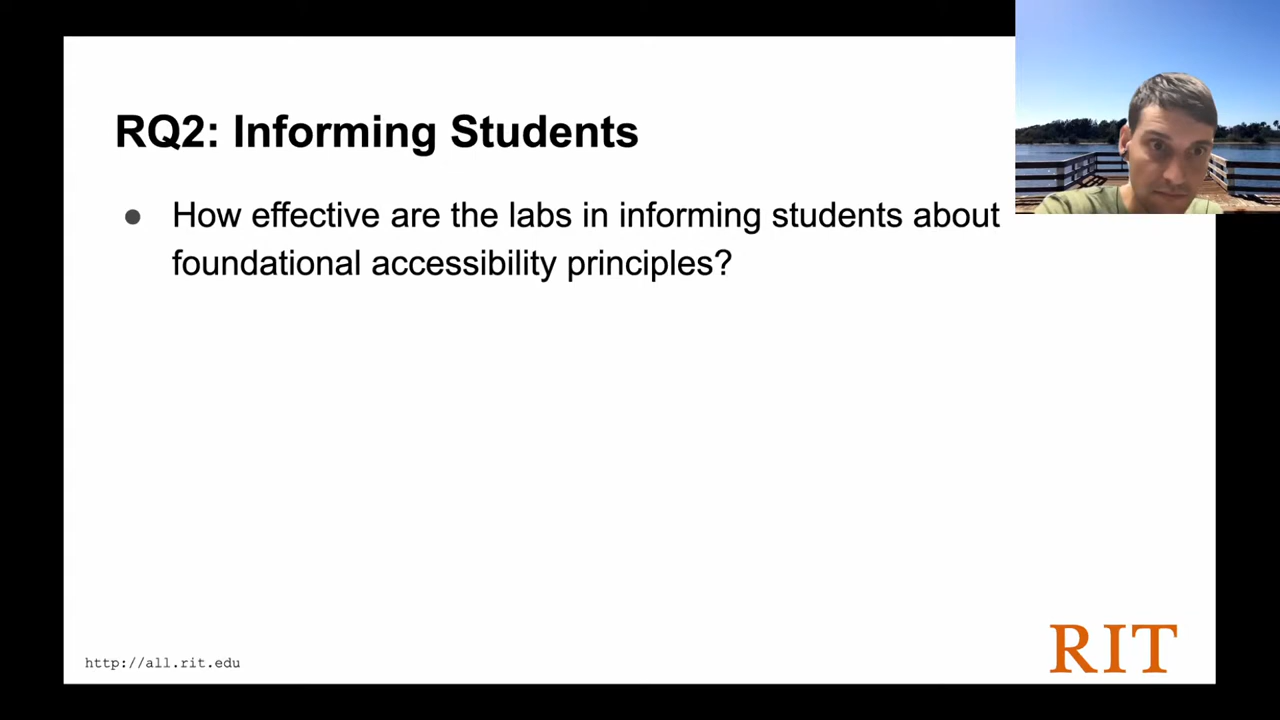 RQ2: Informing Students
● How effective are the labs in informing students about
foundational accessibility principles?
http://all.rit.edu
RIT